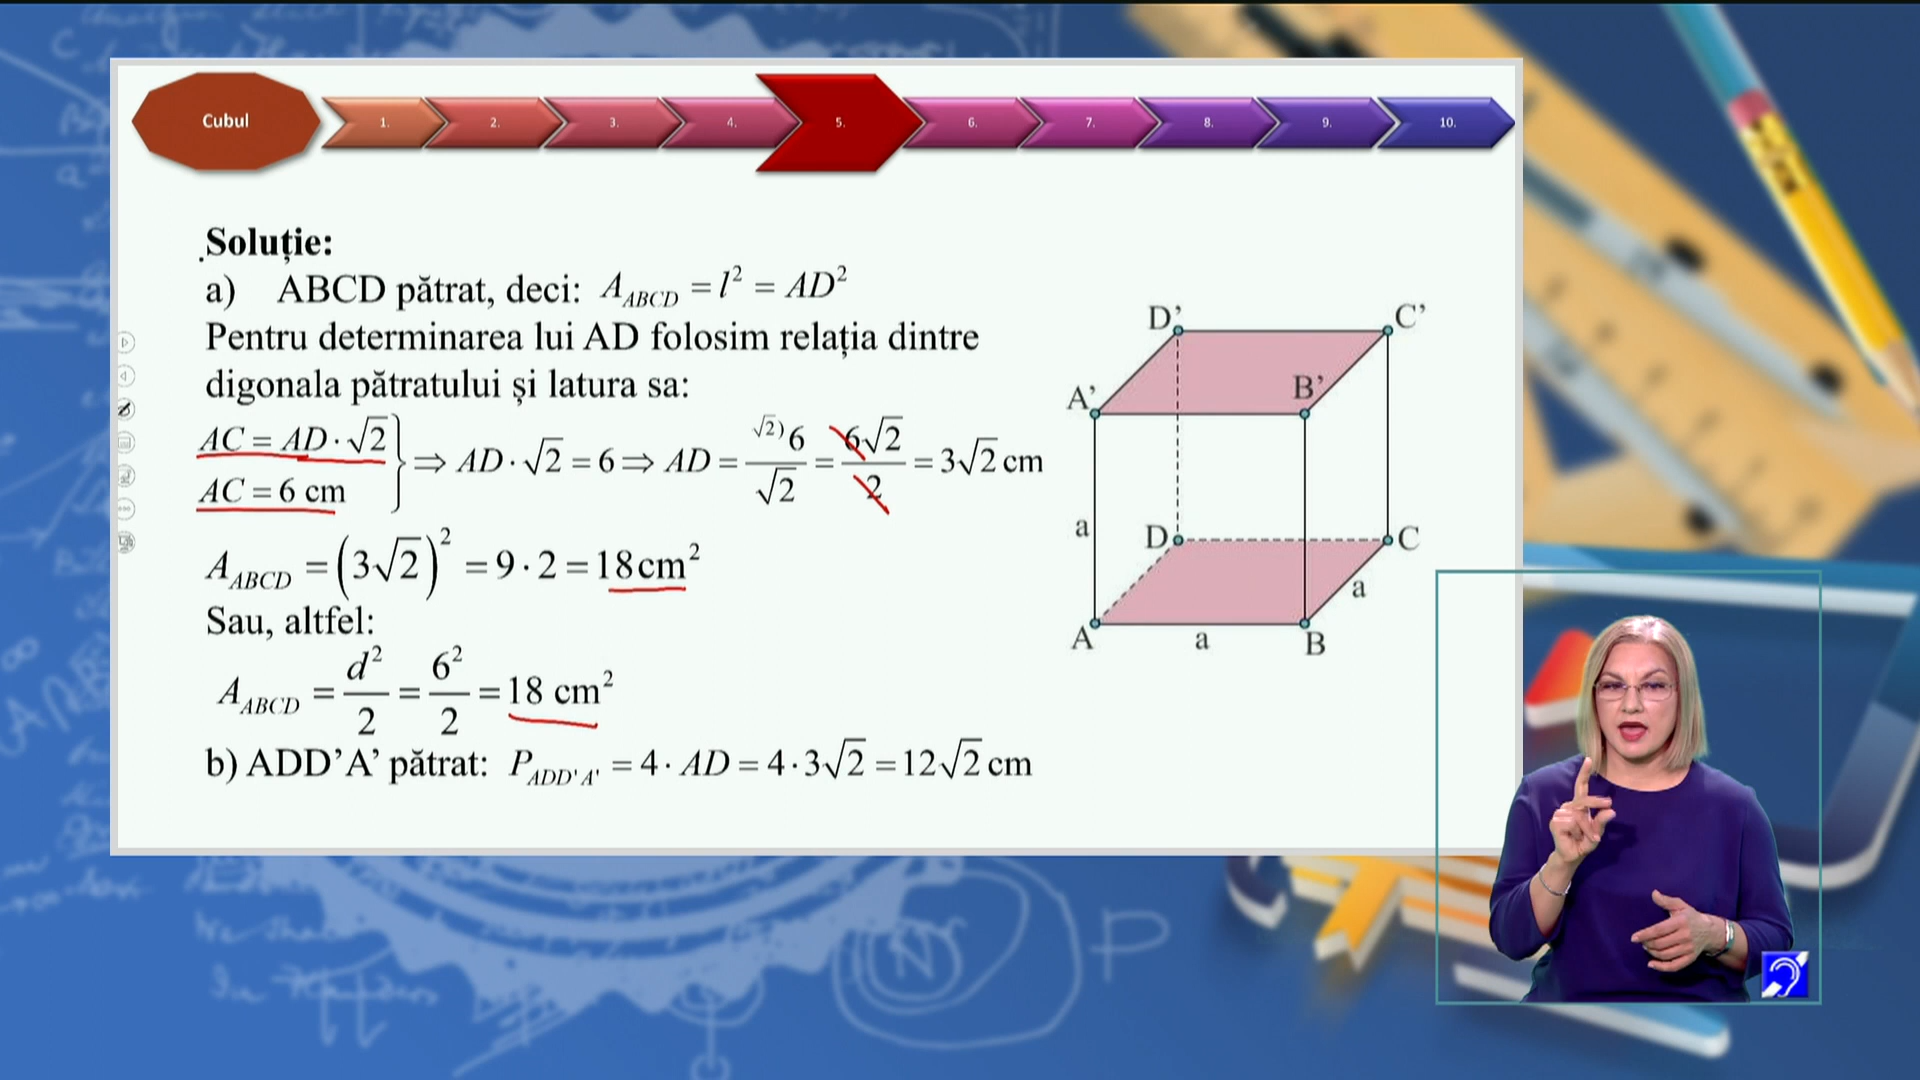 Cubul 1. 2. 3. 4. 5. 6. 7. 8. 9. 10.
Soluție:
a) ABCD pătrat, deci: A_ABCD = l² = AD²
Pentru determinarea lui AD folosim relația dintre
digonala pătratului și latura sa:
AC = AD · √2
AC = 6 cm
} ⇒ AD · √2 = 6 ⇒ AD = √2) 6/√2 = 6√2/2 = 3√2 cm
A_ABCD = (3√2)² = 9 · 2 = 18 cm²
Sau, altfel:
A_ABCD = d²/2 = 6²/2 = 18 cm²
b) ADD'A' pătrat: P_ADD'A' = 4 · AD = 4 · 3√2 = 12√2 cm
D' C'
A' B'
a
D C
a
A a B